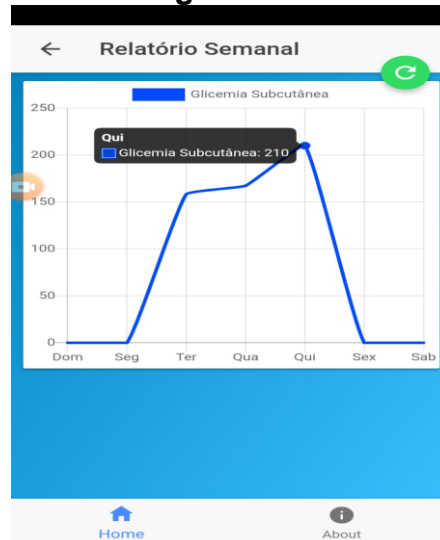 Relatório Semanal
Glicemia Subcutânea
250
200
150
100
50
0
Qui
Glicemia Subcutânea: 210
Dom Seg Ter Qua Qui Sex Sab
Home About